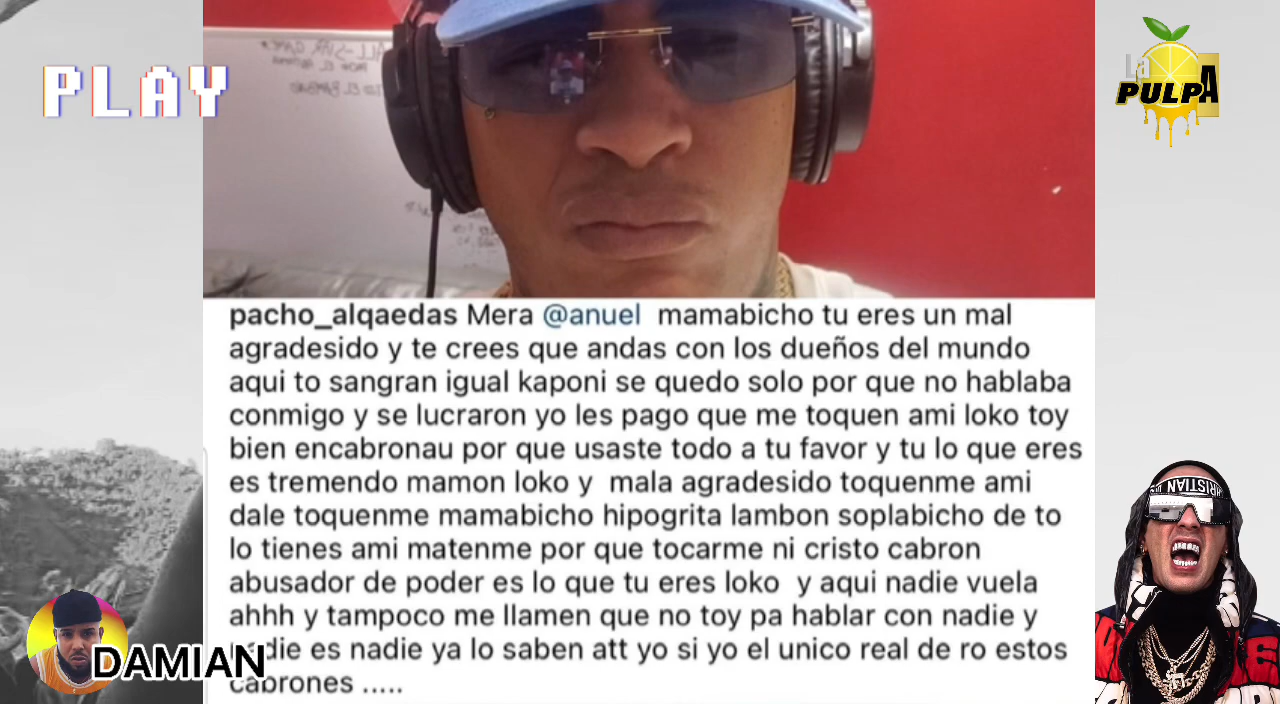 PLAY
La
PULPA
pacho_alqaedas Mera @anuel mamabicho tu eres un mal
agradesido y te crees que andas con los dueños del mundo
aqui to sangran igual kaponi se quedo solo por que no hablaba
conmigo y se lucraron yo les pago que me toquen ami loko toy
bien encabronau por que usaste todo a tu favor y tu lo que eres
es tremendo mamon loko y mala agradesido toquenme ami
dale toquenme mamabicho hipogrita lambon soplabicho de to
lo tienes ami matenme por que tocarme ni cristo cabron
abusador de poder es lo que tu eres loko y aqui nadie vuela
ahhh y tampoco me llamen que no toy pa hablar con nadie y
die es nadie ya lo saben att yo si yo el unico real de ro estos
cabrones .....
DAMIAN